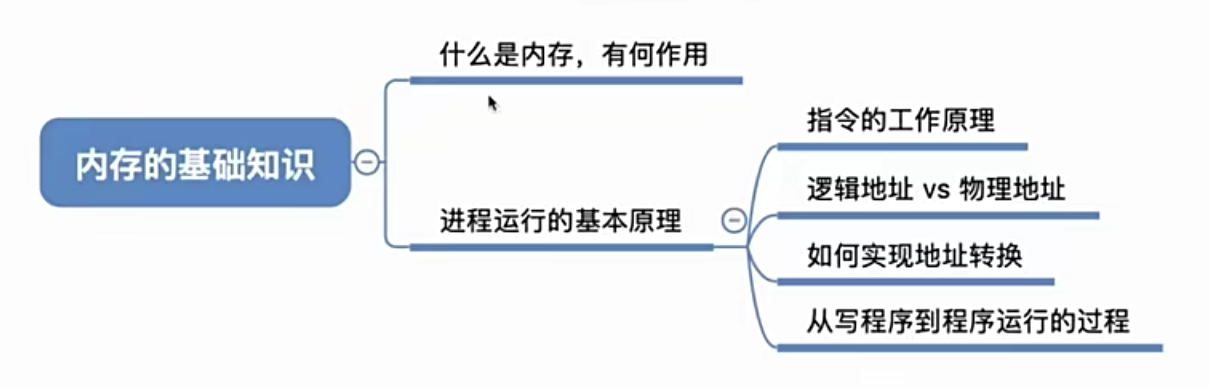 内存的基础知识
什么是内存，有何作用
进程运行的基本原理
指令的工作原理
逻辑地址 vs 物理地址
如何实现地址转换
从写程序到程序运行的过程